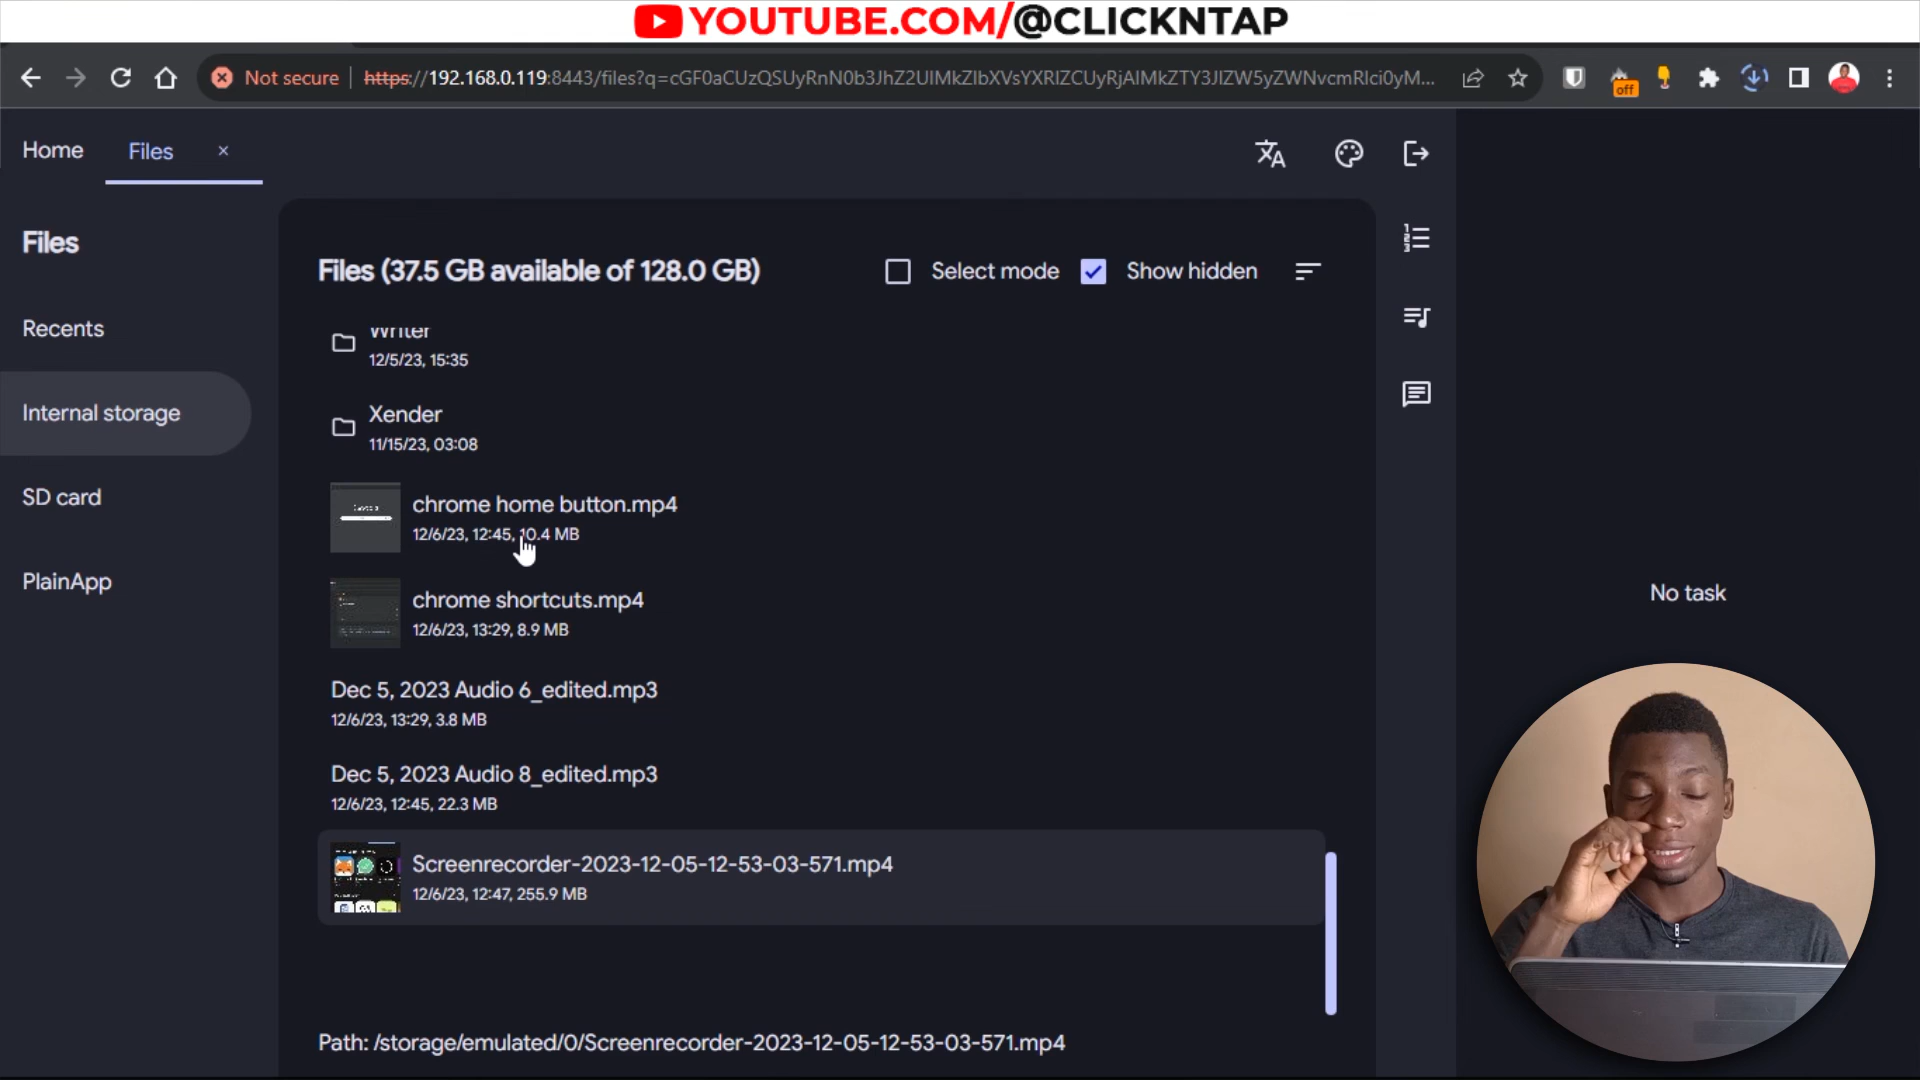 YOUTUBE.COM/@CLICKNTAP
Not secure
https://192.168.0.119:8443/files?q=cGF0aCUzQSUyRnN0b3JhZ2UlMkZlbXVsYXRlZCUyRjAlMkZTY3JlZW5yZWNvcmRlci0yM...
off
Home
Files
Files
Recents
Internal storage
SD card
PlainApp
Files (37.5 GB available of 128.0 GB)
Select mode
Show hidden
Writer
12/5/23, 15:35
Xender
11/15/23, 03:08
chrome home button.mp4
12/6/23, 12:45, 10.4 MB
chrome shortcuts.mp4
12/6/23, 13:29, 8.9 MB
Dec 5, 2023 Audio 6_edited.mp3
12/6/23, 13:29, 3.8 MB
Dec 5, 2023 Audio 8_edited.mp3
12/6/23, 12:45, 22.3 MB
Screenrecorder-2023-12-05-12-53-03-571.mp4
12/6/23, 12:47, 255.9 MB
Path: /storage/emulated/0/Screenrecorder-2023-12-05-12-53-03-571.mp4
No task